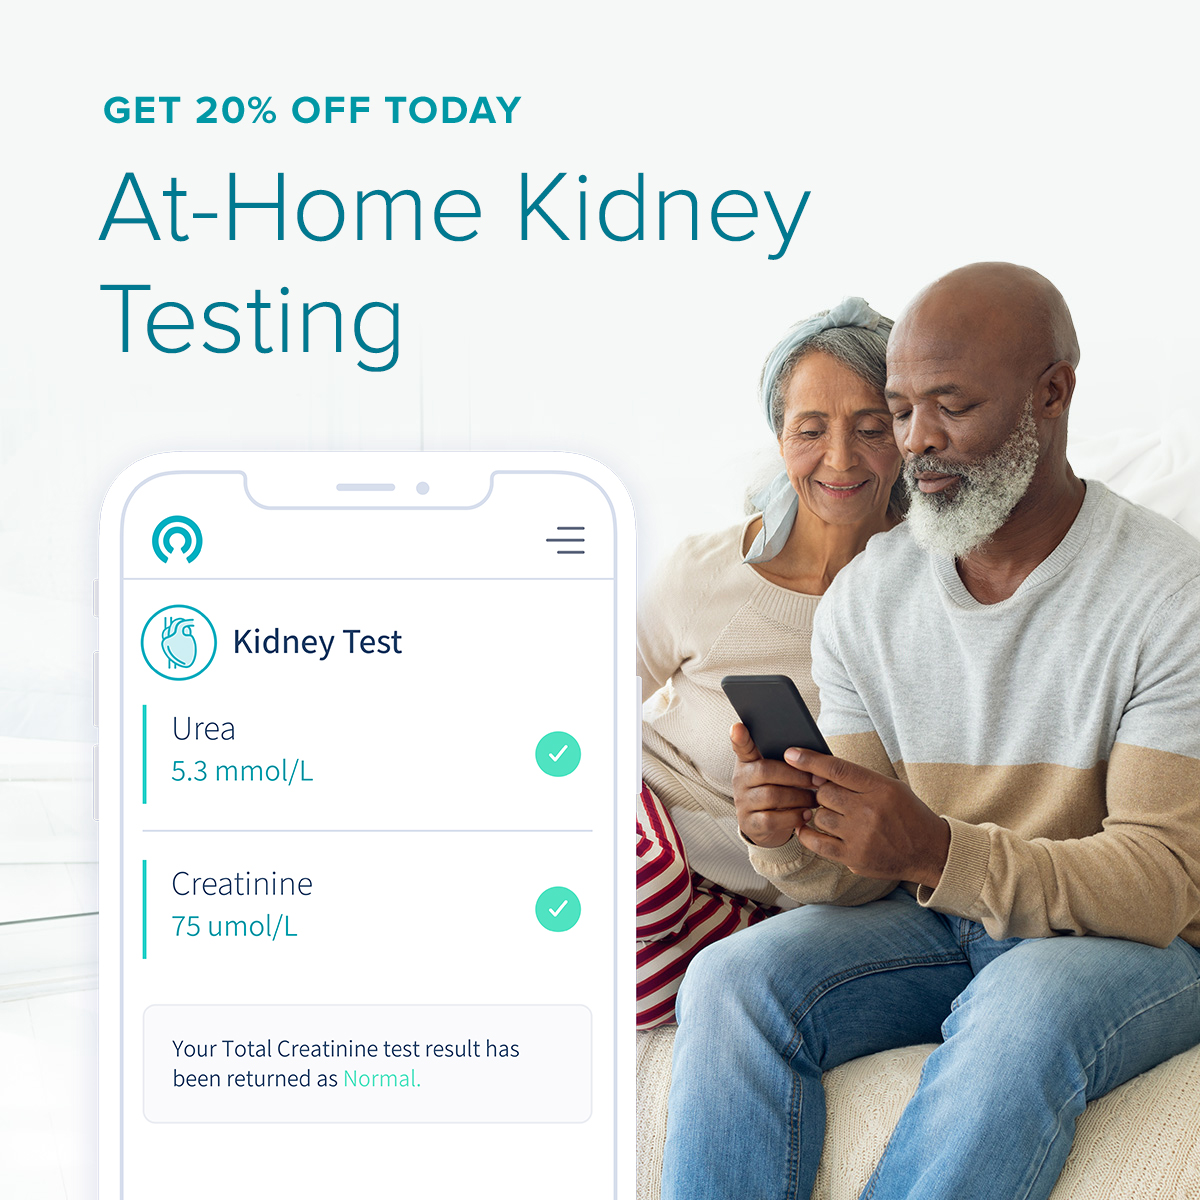 GET 20% OFF TODAY
At-Home Kidney
Testing
Kidney Test
Urea
5.3 mmol/L
Creatinine
75 umol/L
Your Total Creatinine test result has
been returned as Normal.